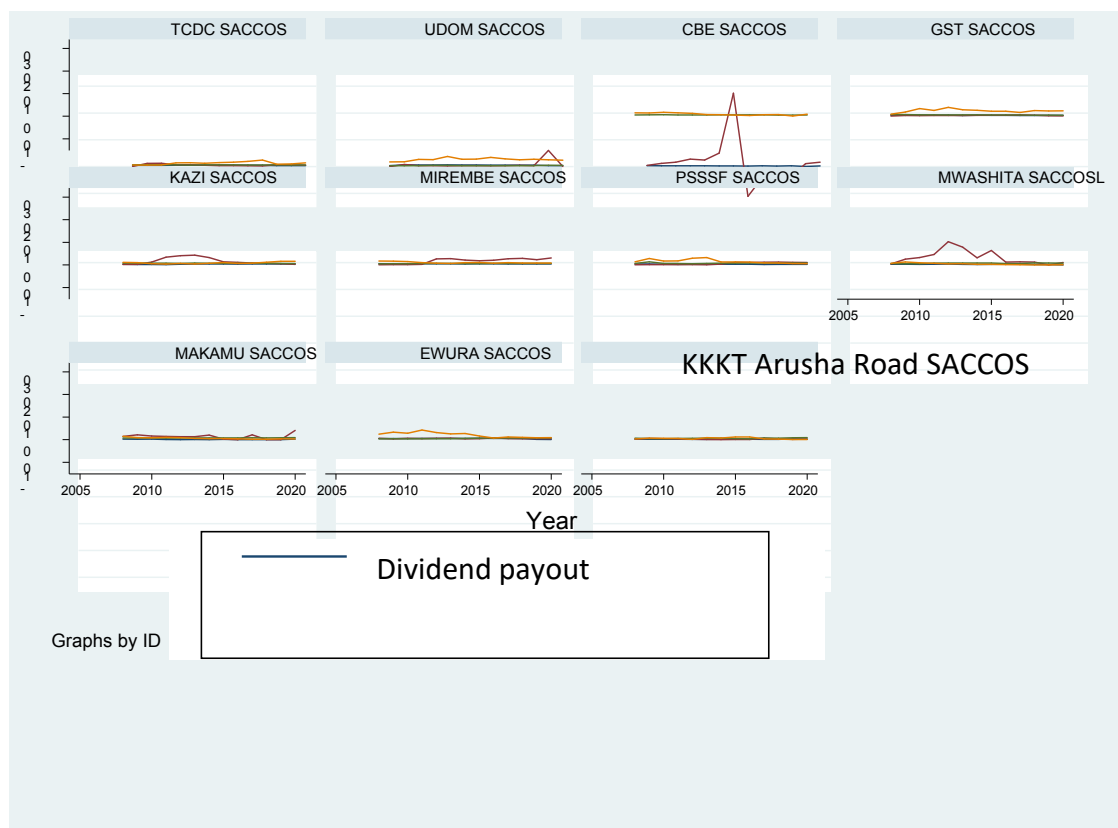 TCDC SACCOS
UDOM SACCOS
CBE SACCOS
GST SACCOS
KAZI SACCOS
MIREMBE SACCOS
PSSSF SACCOS
MWASHITA SACCOSL
2005 2010 2015 2020
MAKAMU SACCOS
EWURA SACCOS
KKKT Arusha Road SACCOS
2005 2010 2015 2020
2005 2010 2015 2020
2005 2010 2015 2020
Year
Dividend payout
Graphs by ID